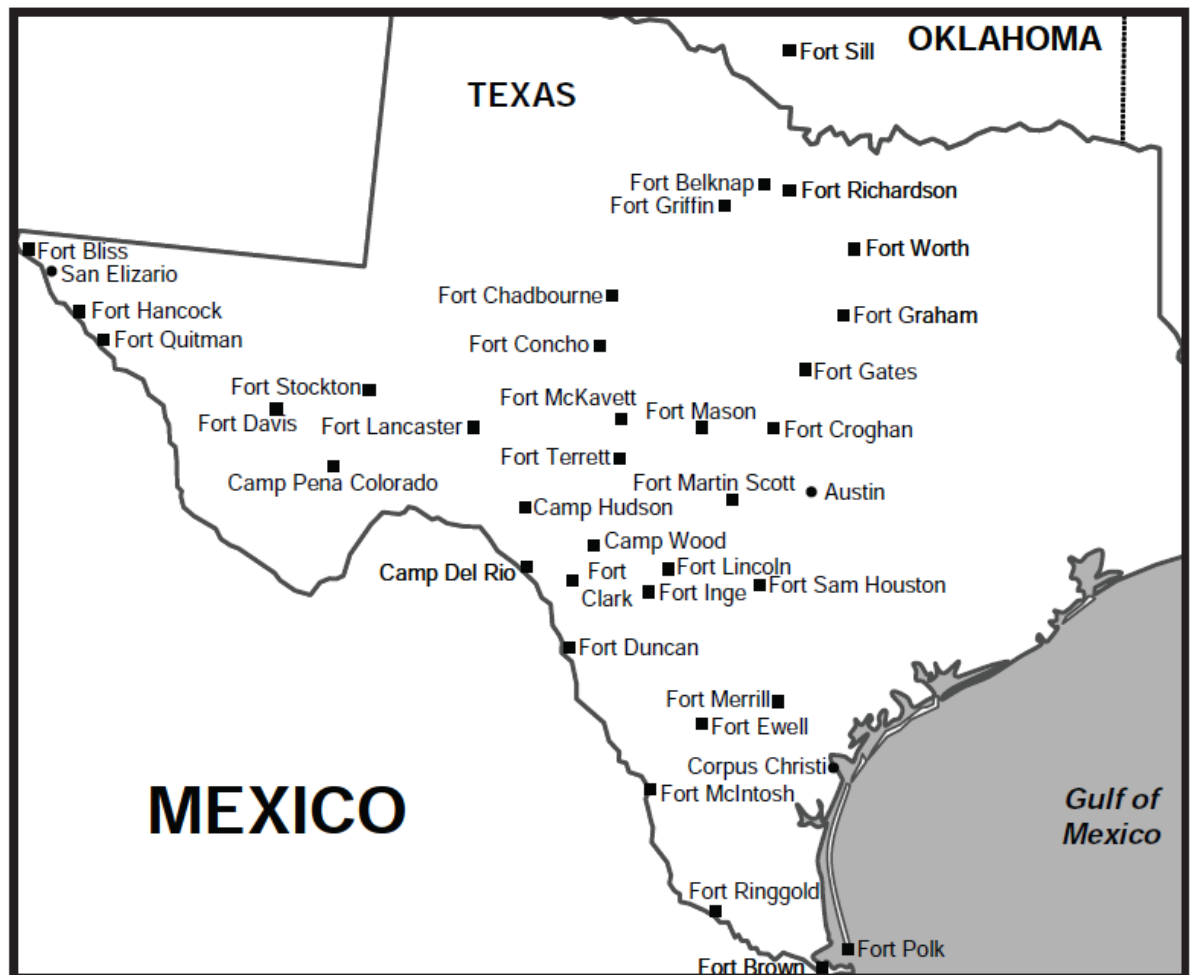 OKLAHOMA
Fort Sill
TEXAS
Fort Belknap
Fort Richardson
Fort Griffin
Fort Worth
Fort Bliss
San Elizario
Fort Chadbourne
Fort Hancock
Fort Graham
Fort Quitman
Fort Concho
Fort Gates
Fort Stockton
Fort McKavett
Fort Mason
Fort Davis
Fort Lancaster
Fort Croghan
Fort Terrett
Camp Pena Colorado
Fort Martin Scott
Austin
Camp Hudson
Camp Wood
Camp Del Rio
Fort
Clark
Fort Lincoln
Fort Inge
Fort Sam Houston
Fort Duncan
Fort Merrill
Fort Ewell
Corpus Christi
Fort McIntosh
MEXICO
Gulf of
Mexico
Fort Ringgold
Fort Polk
Fort Brown